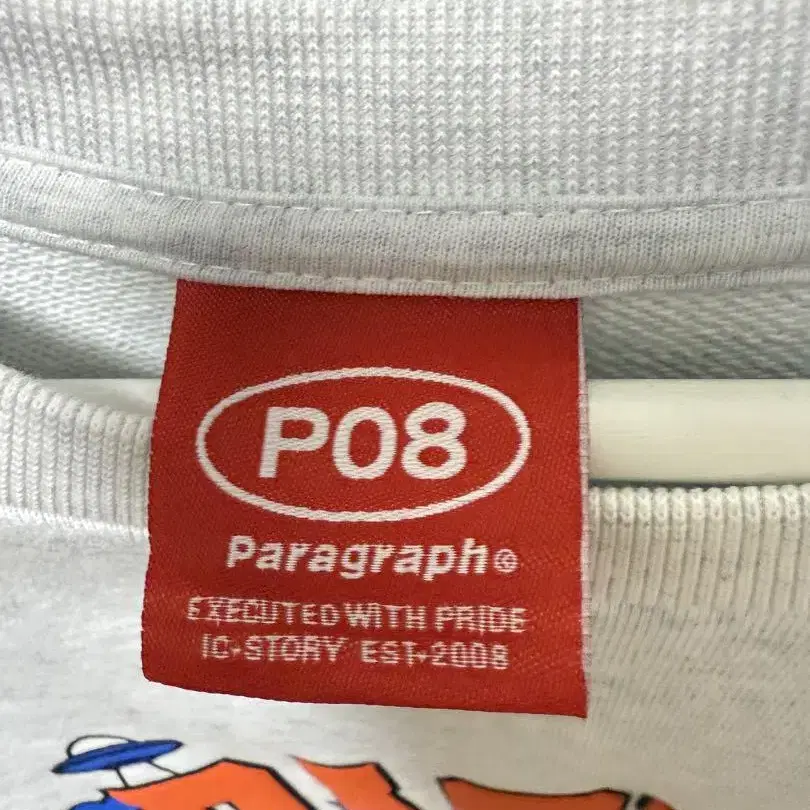 P08
Paragraph®
EXECUTED WITH PRIDE
IC-STORY EST-2008